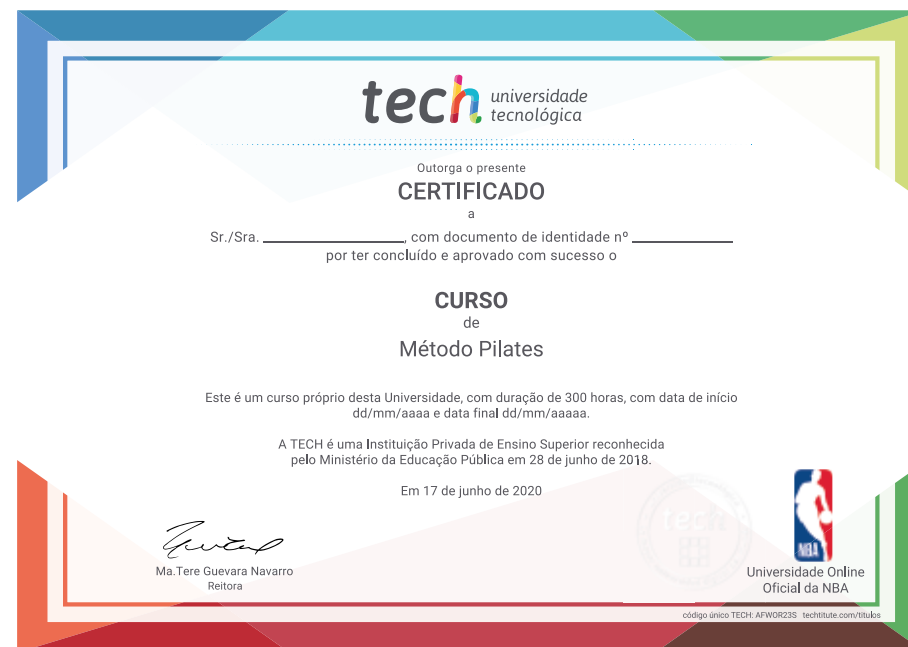 tech universidade
tecnológica
Outorga o presente
CERTIFICADO
a
Sr./Sra. ____________, com documento de identidade nº ____________
por ter concluído e aprovado com sucesso o
CURSO
de
Método Pilates
Este é um curso próprio desta Universidade, com duração de 300 horas, com data de início
dd/mm/aaaa e data final dd/mm/aaaaa.
A TECH é uma Instituição Privada de Ensino Superior reconhecida
pelo Ministério da Educação Pública em 28 de junho de 2018.
Em 17 de junho de 2020
tech
NBA
Ma.Tere Guevara Navarro
Reitora
Universidade Online
Oficial da NBA
código único TECH: AFWOR23S techtitute.com/titulos